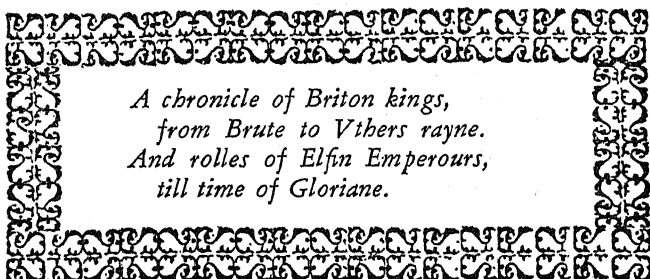 A chronicle of Briton kings,
from Brute to Vthers rayne.
And rolles of Elfin Emperours,
till time of Gloriane.